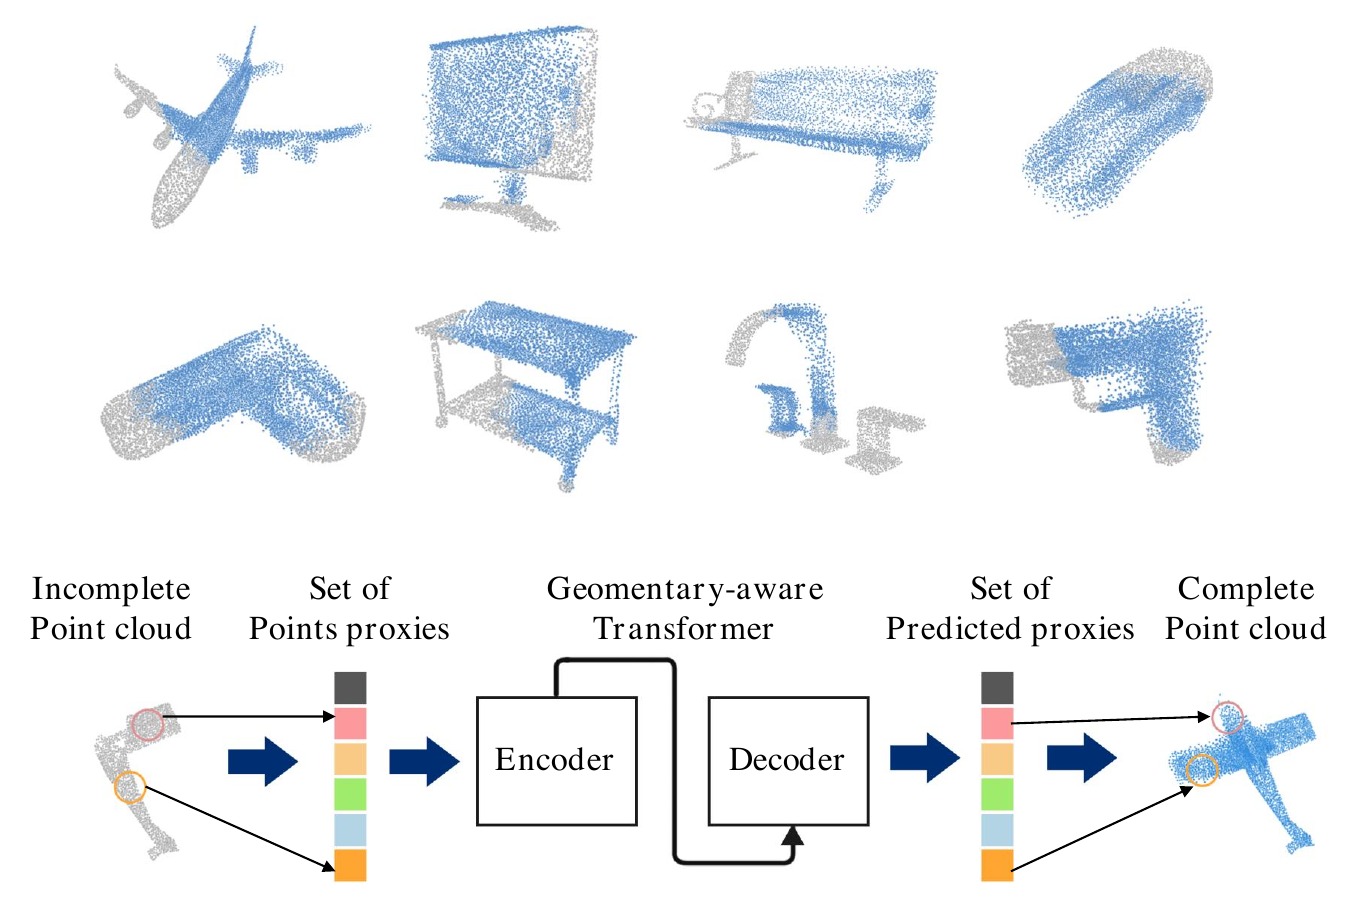 Incomplete
Point cloud
Set of
Points proxies
Geomentary-aware
Transformer
Set of
Predicted proxies
Complete
Point cloud
Encoder
Decoder